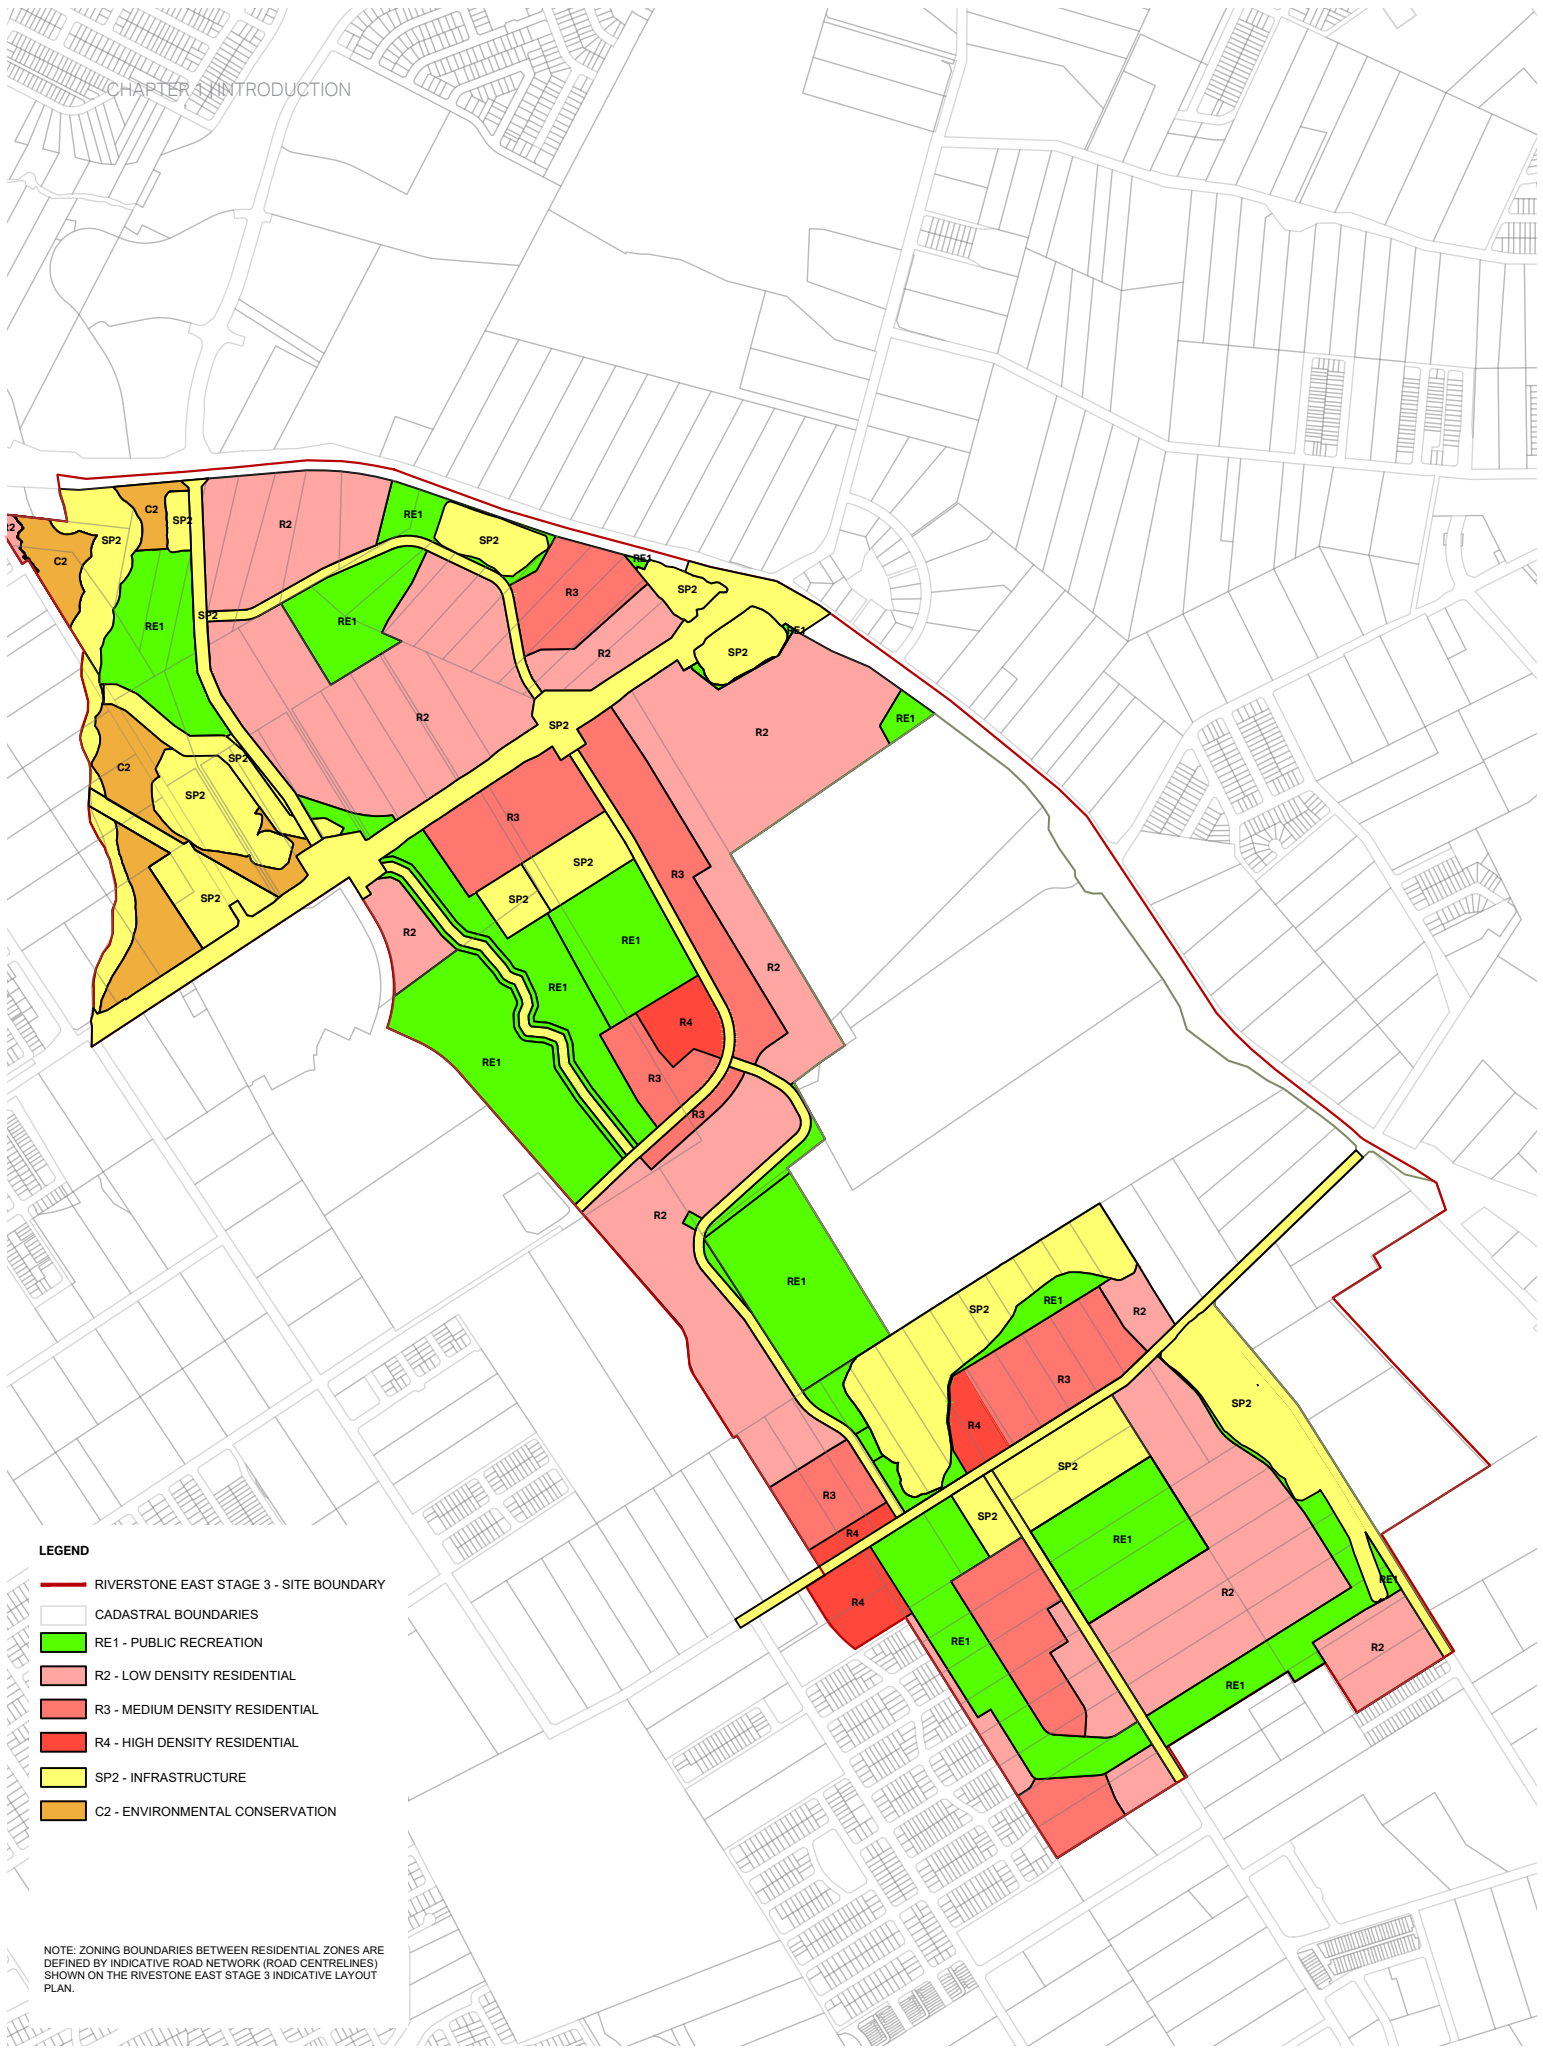 CHAPTER 1 / INTRODUCTION
C2
SP2
R2
RE1
R2
SP2
SP2
C2
RE1
SP2
R3
SP2
RE1
SP2
RE1
RE1
SP2
R2
R2
RE1
R2
SP2
R2
C2
SP2
SP2
R3
SP2
R3
SP2
SP2
R2
RE1
R2
RE1
R4
RE1
R3
R3
R2
RE1
SP2
RE1
R2
R3
SP2
R4
SP2
R3
R4
SP2
RE1
RE1
R2
R4
RE1
R2
RE1
LEGEND
RIVERSTONE EAST STAGE 3 - SITE BOUNDARY
CADASTRAL BOUNDARIES
RE1 - PUBLIC RECREATION
R2 - LOW DENSITY RESIDENTIAL
R3 - MEDIUM DENSITY RESIDENTIAL
R4 - HIGH DENSITY RESIDENTIAL
SP2 - INFRASTRUCTURE
C2 - ENVIRONMENTAL CONSERVATION
NOTE: ZONING BOUNDARIES BETWEEN RESIDENTIAL ZONES ARE
DEFINED BY INDICATIVE ROAD NETWORK (ROAD CENTRELINES)
SHOWN ON THE RIVESTONE EAST STAGE 3 INDICATIVE LAYOUT
PLAN.